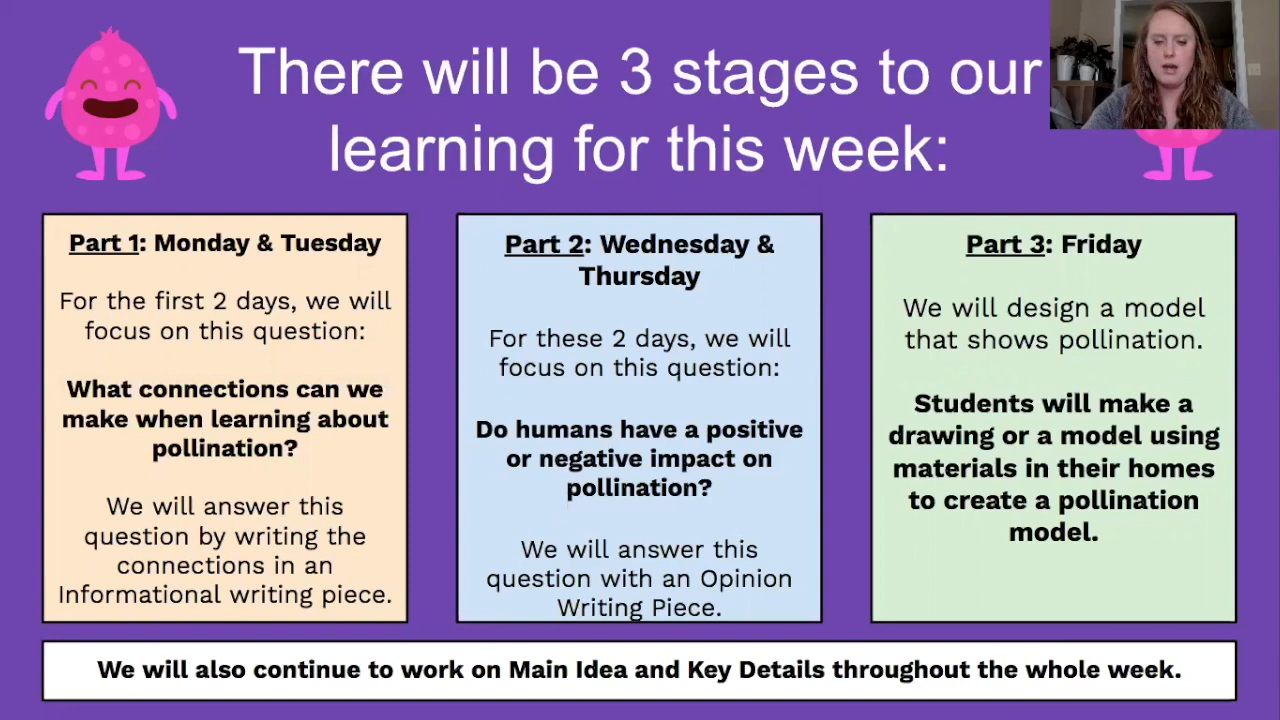 There will be 3 stages to our
learning for this week:
Part 1: Monday & Tuesday
For the first 2 days, we will
focus on this question:
What connections can we
make when learning about
pollination?
We will answer this
question by writing the
connections in an
Informational writing piece.
Part 2: Wednesday &
Thursday
For these 2 days, we will
focus on this question:
Do humans have a positive
or negative impact on
pollination?
We will answer this
question with an Opinion
Writing Piece.
Part 3: Friday
We will design a model
that shows pollination.
Students will make a
drawing or a model using
materials in their homes
to create a pollination
model.
We will also continue to work on Main Idea and Key Details throughout the whole week.